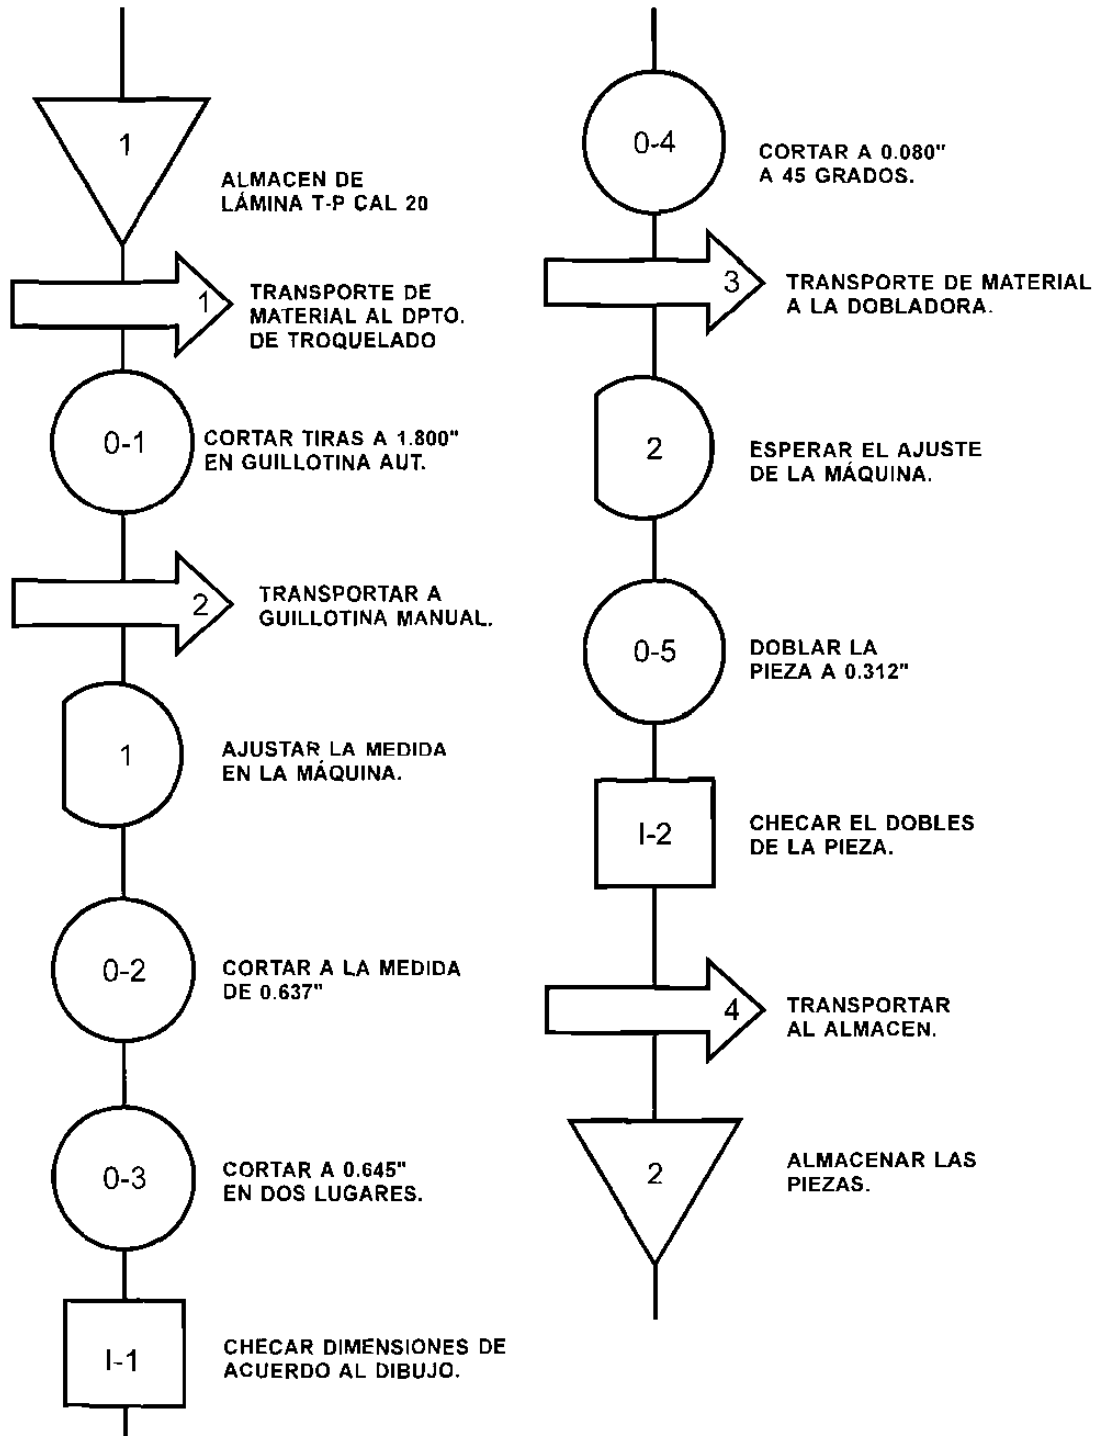 1
ALMACEN DE
LÁMINA T-P CAL 20
1
TRANSPORTE DE
MATERIAL AL DPTO.
DE TROQUELADO
0-1
CORTAR TIRAS A 1.800"
EN GUILLOTINA AUT.
2
TRANSPORTAR A
GUILLOTINA MANUAL.
1
AJUSTAR LA MEDIDA
EN LA MÁQUINA.
0-2
CORTAR A LA MEDIDA
DE 0.637"
0-3
CORTAR A 0.645"
EN DOS LUGARES.
I-1
CHECAR DIMENSIONES DE
ACUERDO AL DIBUJO.
0-4
CORTAR A 0.080"
A 45 GRADOS.
3
TRANSPORTE DE MATERIAL
A LA DOBLADORA.
2
ESPERAR EL AJUSTE
DE LA MÁQUINA.
0-5
DOBLAR LA
PIEZA A 0.312"
I-2
CHECAR EL DOBLES
DE LA PIEZA.
4
TRANSPORTAR
AL ALMACEN.
2
ALMACENAR LAS
PIEZAS.